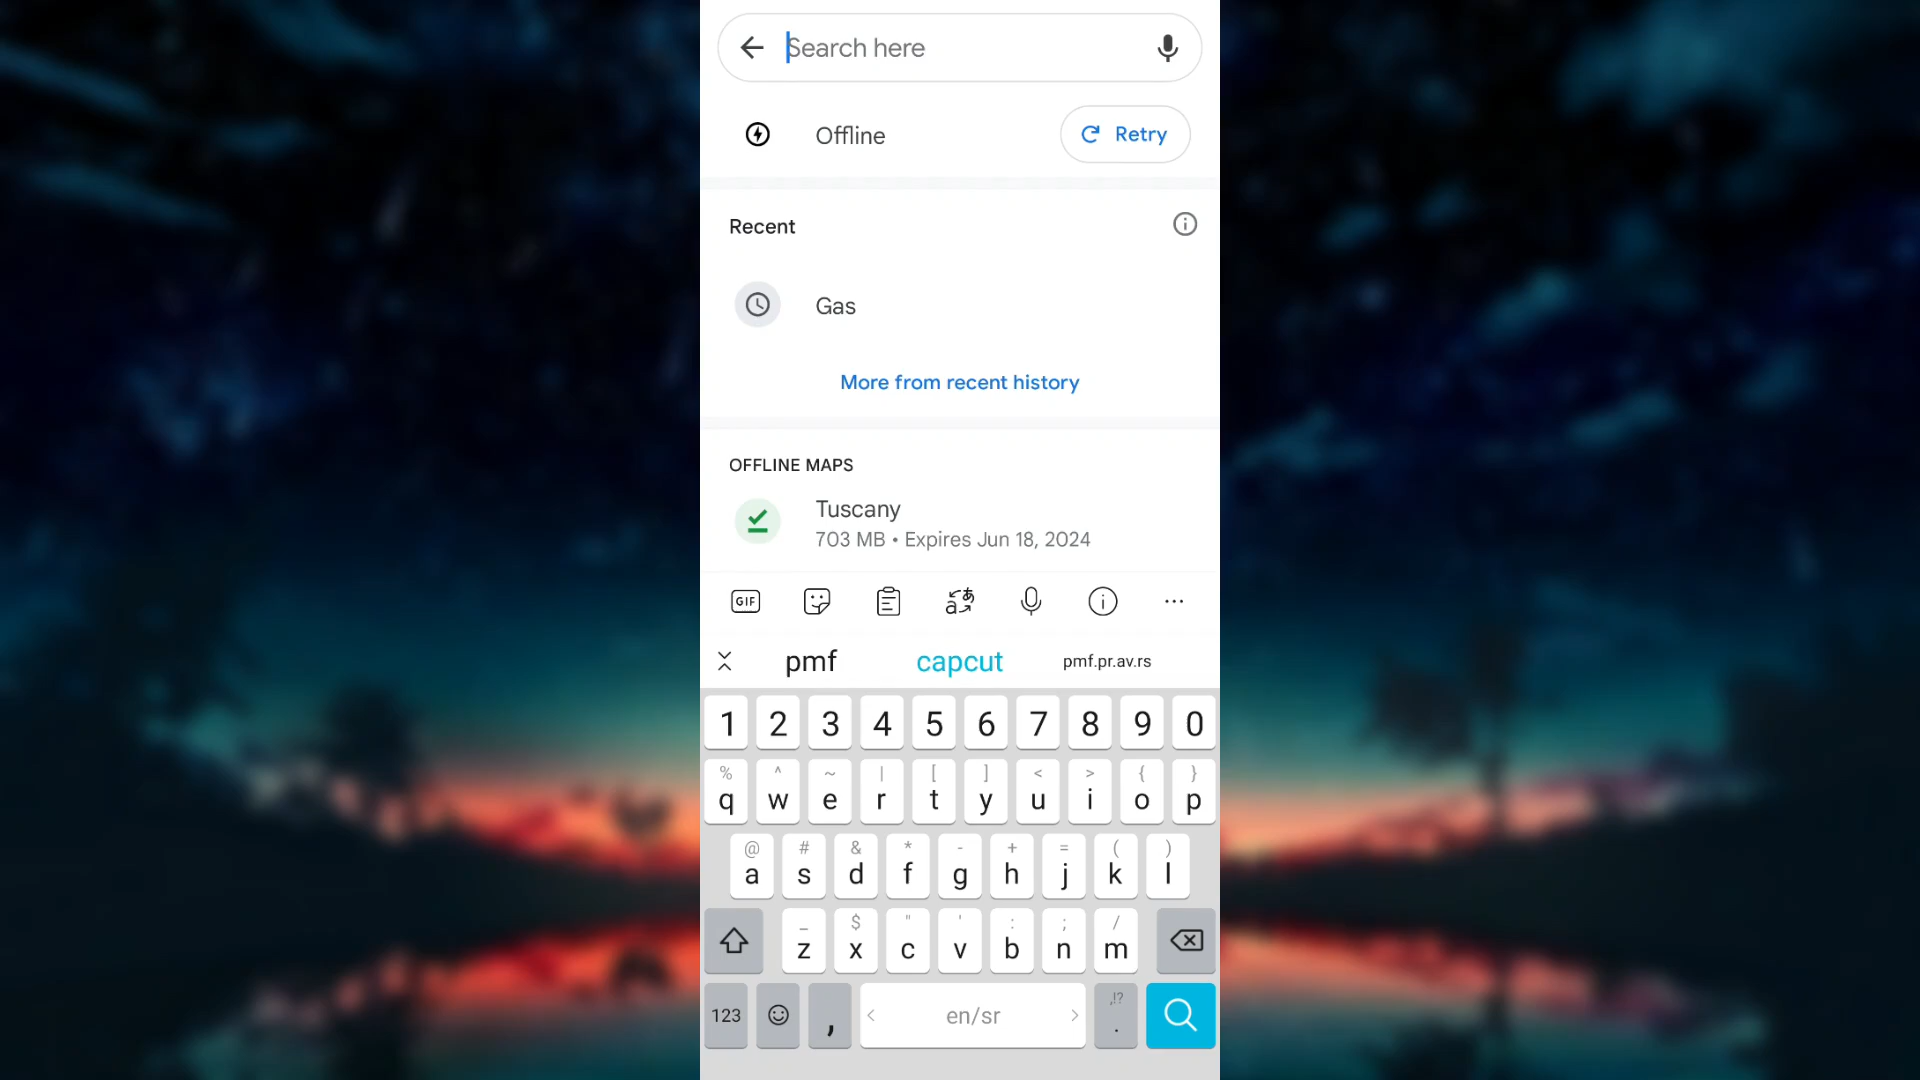 Search here
Offline
Retry
Recent
Gas
More from recent history
OFFLINE MAPS
Tuscany
703 MB • Expires Jun 18, 2024
GIF
pmf capcut pmf.pr.av.rs
1 2 3 4 5 6 7 8 9 0
% ^ ~ | [ ] < > { }
q w e r t y u i o p
@ # & * - + = ( )
a s d f g h j k l
_ $ " ' : ; /
z x c v b n m
,!?
123 , < en/sr > .